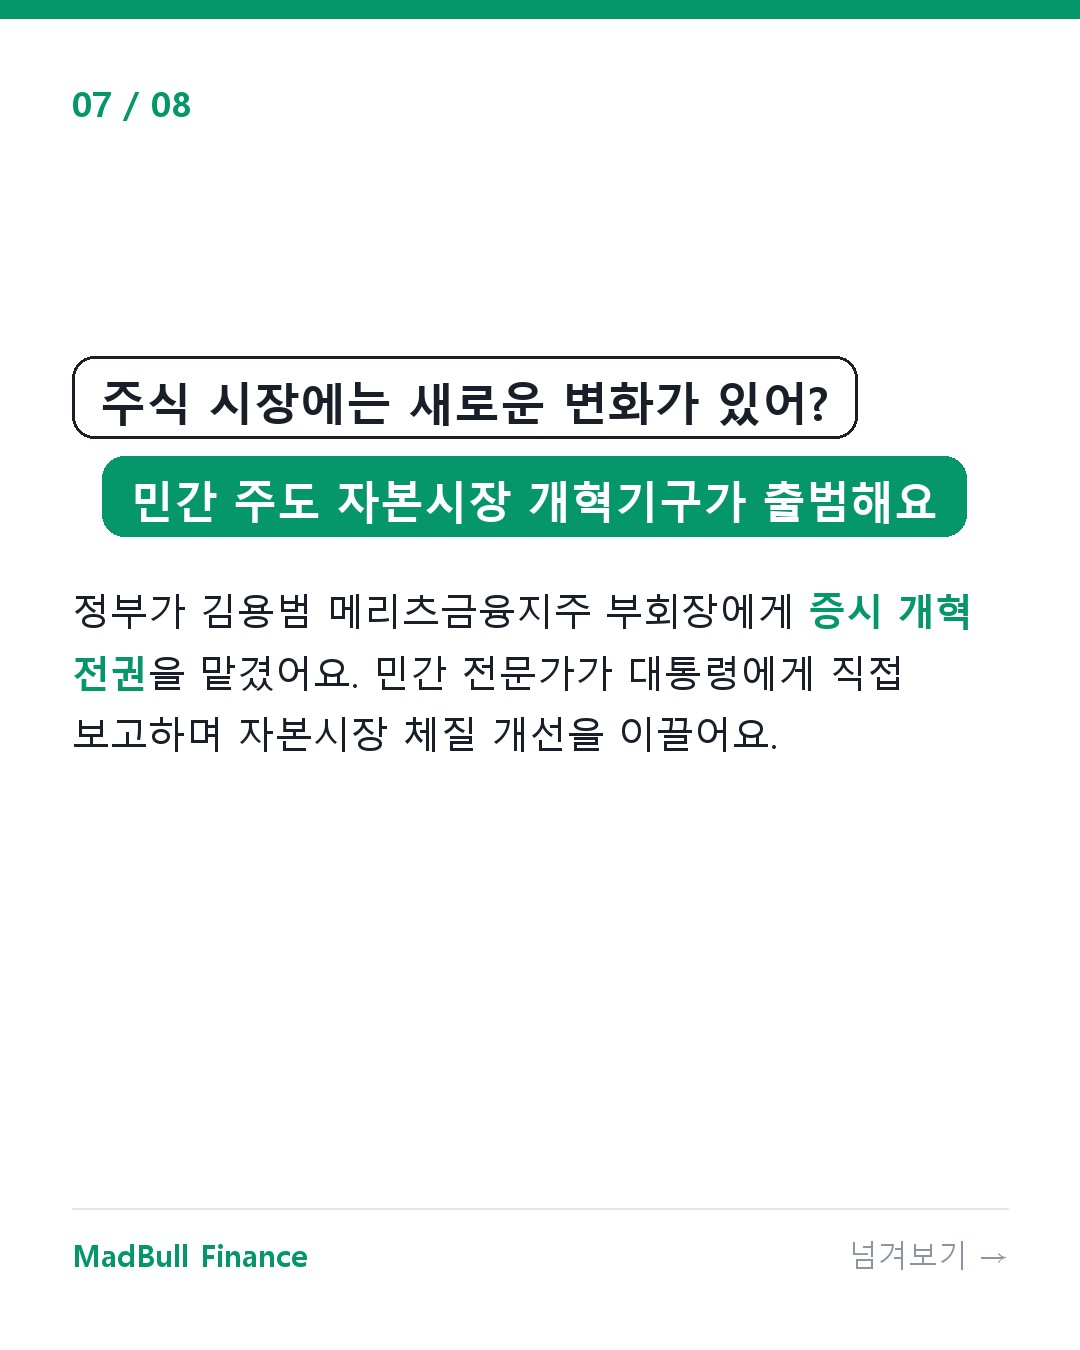 07 / 08
주식 시장에는 새로운 변화가 있어?
민간 주도 자본시장 개혁기구가 출범해요
정부가 김용범 메리츠금융지주 부회장에게 증시 개혁
전권을 맡겼어요. 민간 전문가가 대통령에게 직접
보고하며 자본시장 체질 개선을 이끌어요.
MadBull Finance
넘겨보기 →